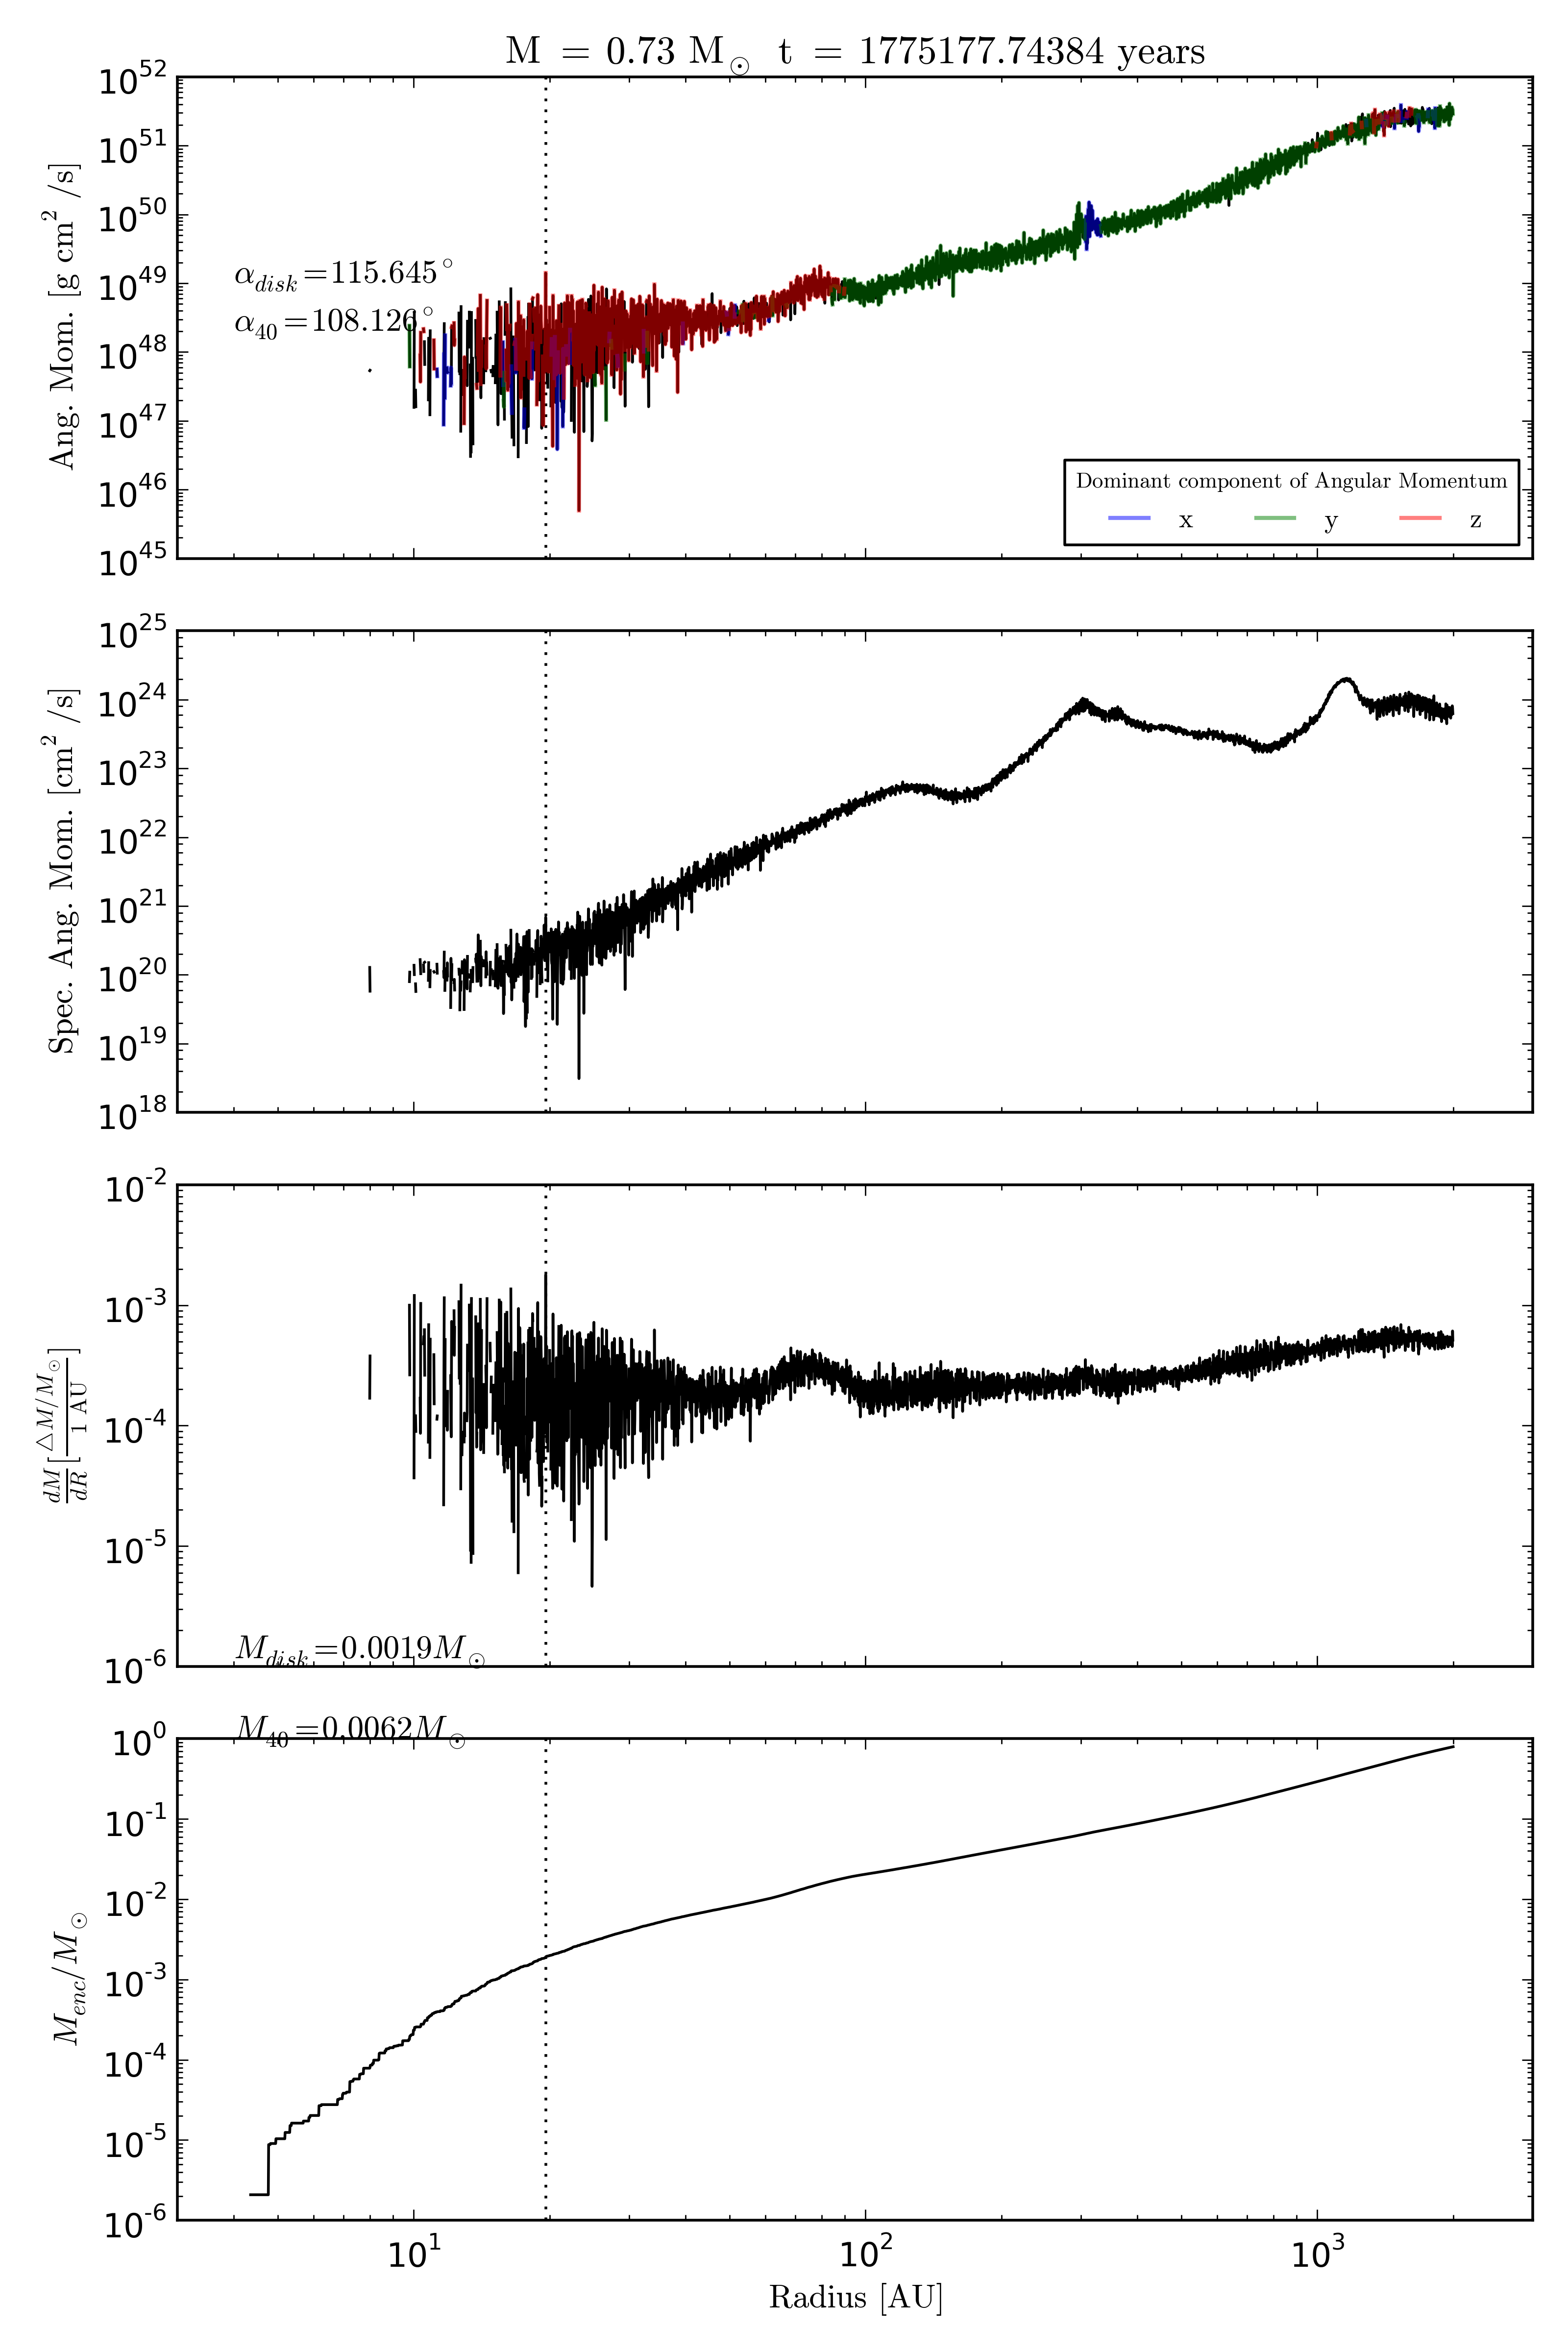 M = 0.73 M⊙ t = 1775177.74384 years
10^52
10^51
10^50
10^49
10^48
10^47
10^46
10^45
Ang. Mom. [g cm^2 /s]
α_disk=115.645°
α_40=108.126°
Dominant component of Angular Momentum
x y z
10^25
10^24
10^23
10^22
10^21
10^20
10^19
10^18
Spec. Ang. Mom. [cm^2 /s]
10^-2
10^-3
10^-4
10^-5
10^-6
dM/dR [△M/M⊙ / 1 AU]
M_disk=0.0019M⊙
M_40=0.0062M⊙
10^0
10^-1
10^-2
10^-3
10^-4
10^-5
10^-6
M_enc/M⊙
10^1 10^2 10^3
Radius [AU]